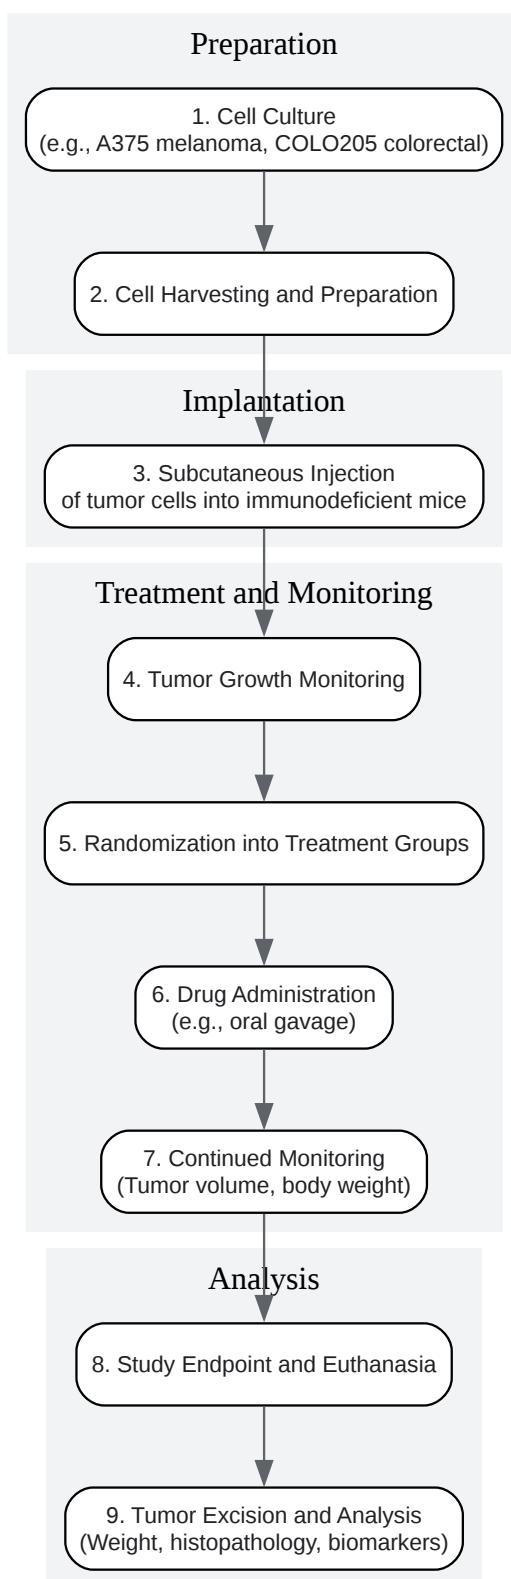 Preparation
1. Cell Culture
(e.g., A375 melanoma, COLO205 colorectal)
2. Cell Harvesting and Preparation
Implantation
3. Subcutaneous Injection
of tumor cells into immunodeficient mice
Treatment and Monitoring
4. Tumor Growth Monitoring
5. Randomization into Treatment Groups
6. Drug Administration
(e.g., oral gavage)
7. Continued Monitoring
(Tumor volume, body weight)
Analysis
8. Study Endpoint and Euthanasia
9. Tumor Excision and Analysis
(Weight, histopathology, biomarkers)